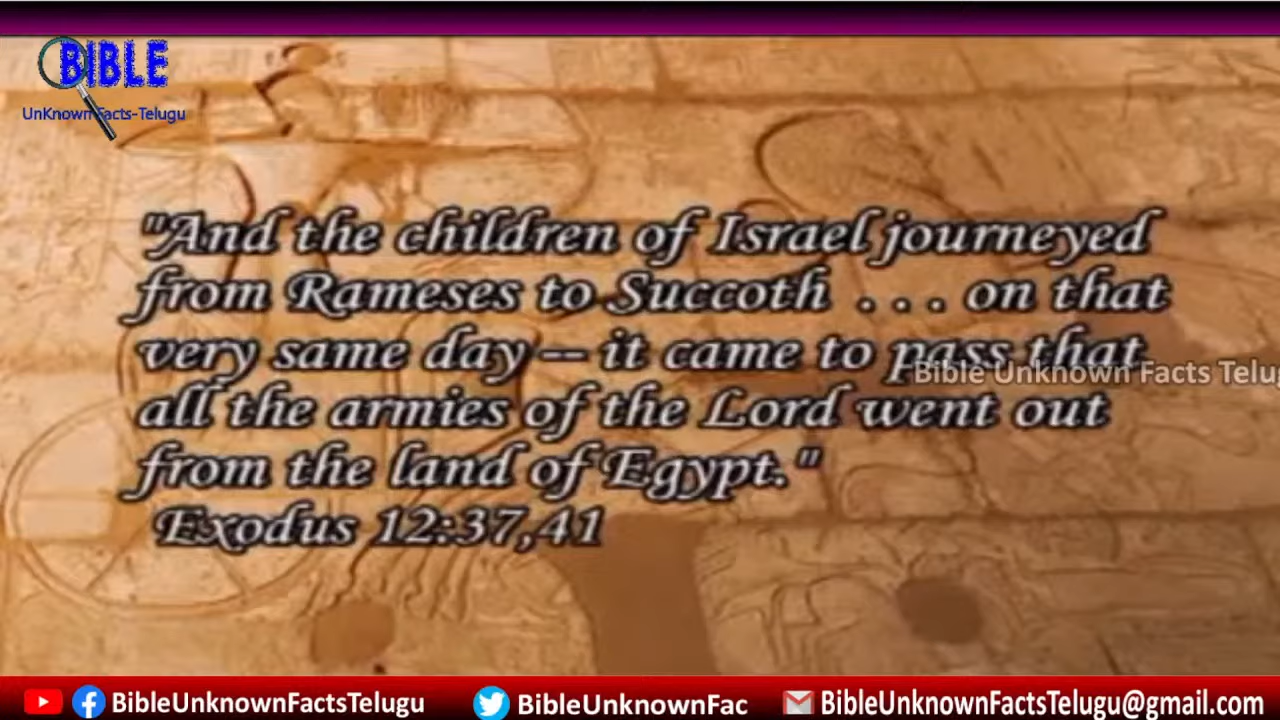 BIBLE
UnKnown Facts-Telugu
"And the children of Israel journeyed
from Rameses to Succoth . . . on that
very same day -- it came to pass that
all the armies of the Lord went out
from the land of Egypt."
Exodus 12:37,41
Bible Unknown Facts Telu
BibleUnknownFactsTelugu
BibleUnknownFac
BibleUnknownFactsTelugu@gmail.com